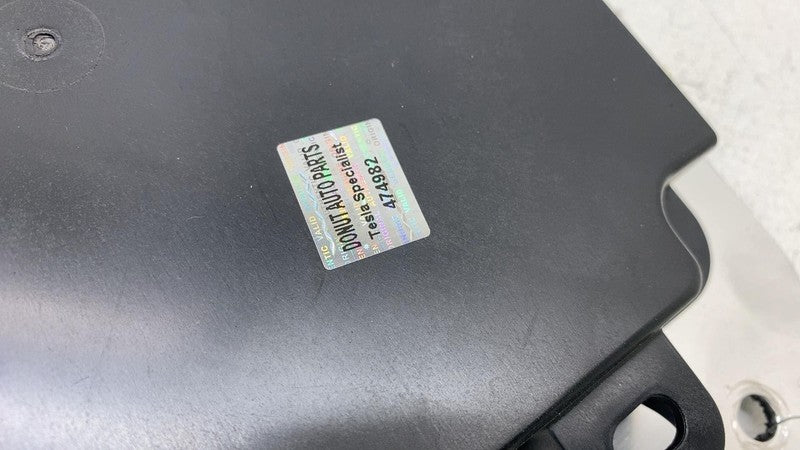 DONUT AUTO PARTS
Tesla Specialist
474982